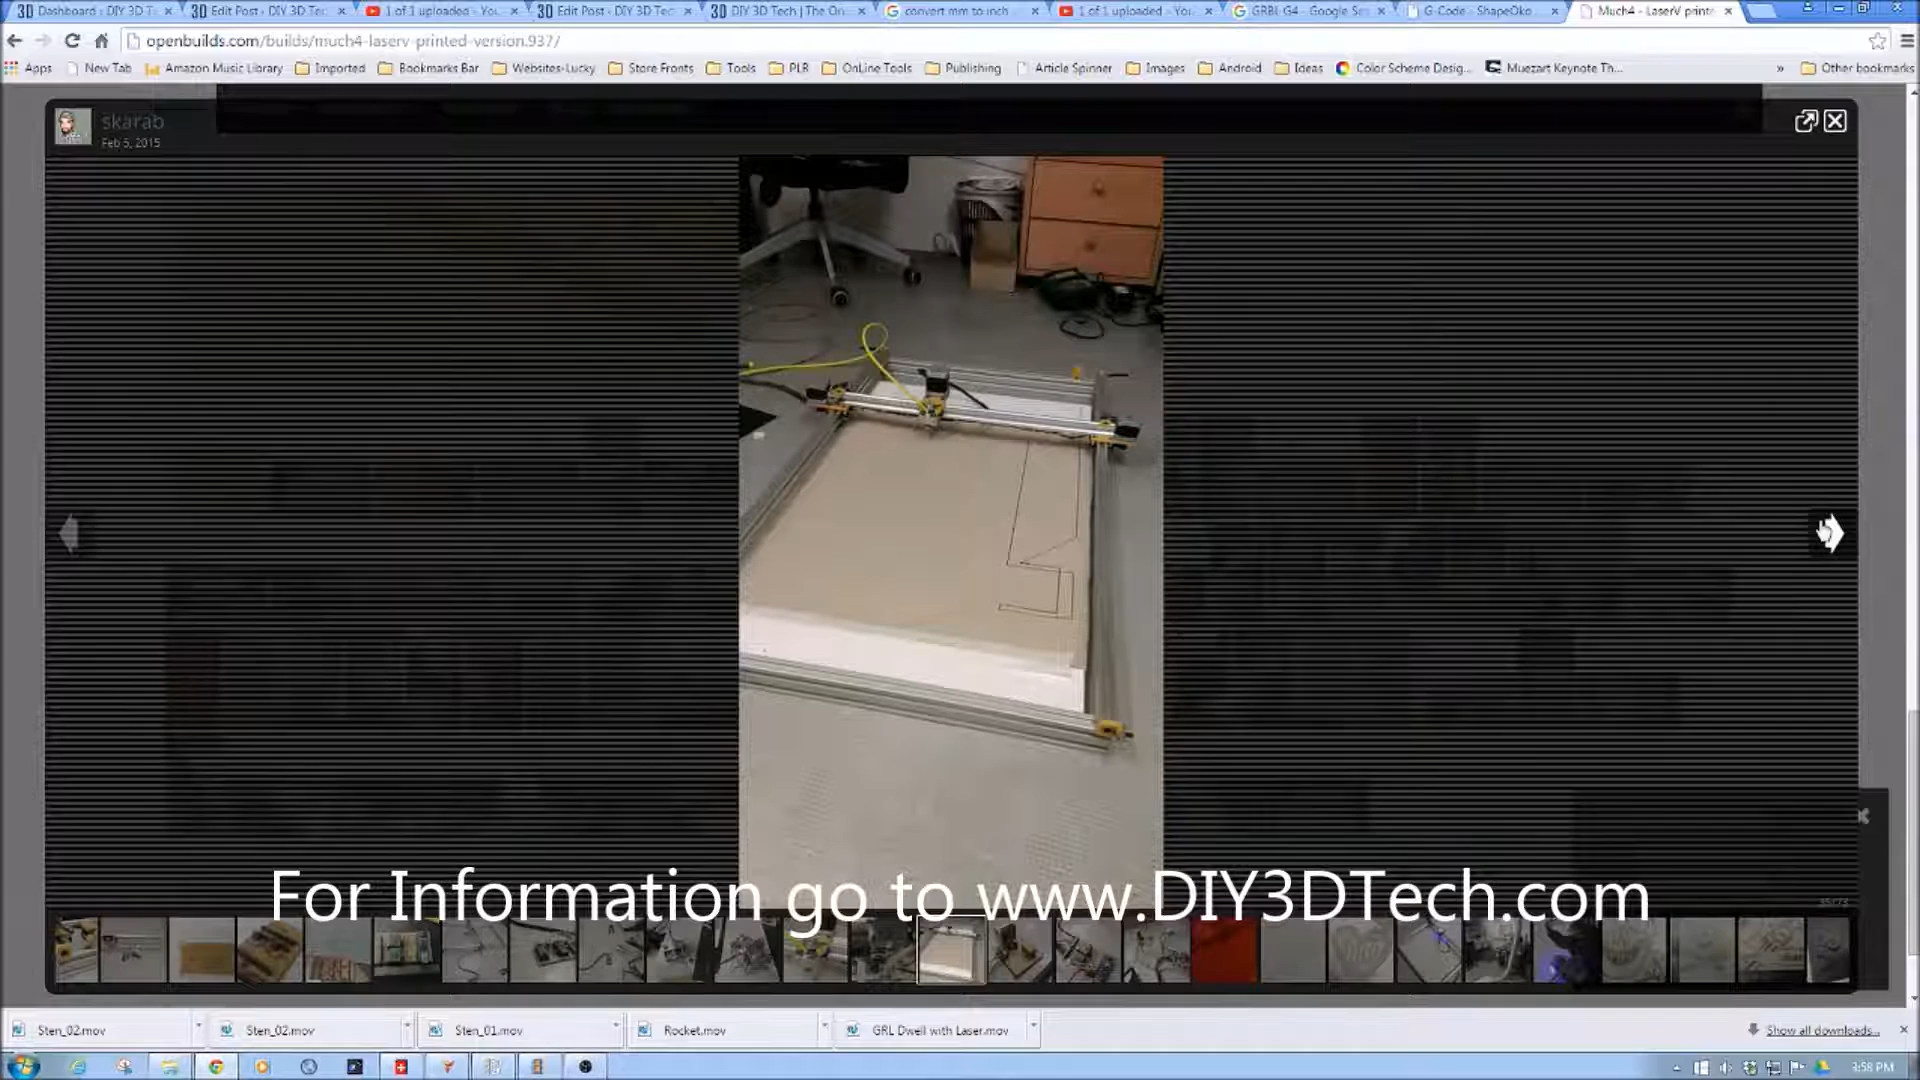 Dashboard ‹ DIY 3D T
Edit Post ‹ DIY 3D Tec
1 of 1 uploaded - You
Edit Post ‹ DIY 3D Tec
DIY 3D Tech | The On
convert mm to inch
1 of 1 uploaded - You
GRBL G4 - Google Se
G-Code - ShapeOko
Much4 - LaserV printe
openbuilds.com/builds/much4-laserv-printed-version.937/
Apps
New Tab
Amazon Music Library
Imported
Bookmarks Bar
Websites-Lucky
Store Fronts
Tools
PLR
OnLine Tools
Publishing
Article Spinner
Images
Android
Ideas
Color Scheme Desig...
Muezart Keynote Th...
»
Other bookmarks
skarab
Feb 5, 2015
For Information go to www.DIY3DTech.com
Sten_02.mov
Sten_02.mov
Sten_01.mov
Rocket.mov
GRL Dwell with Laser.mov
Show all downloads...
3:58 PM